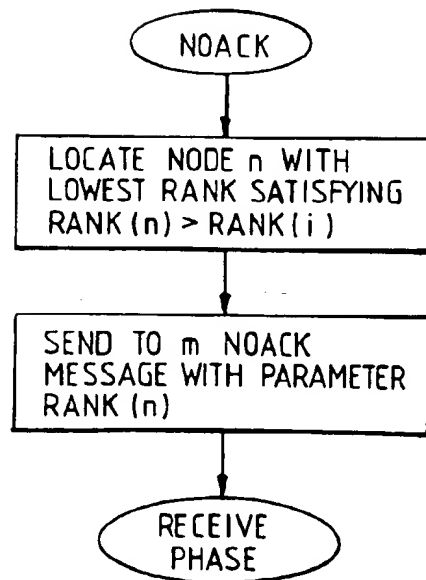 NOACK
LOCATE NODE n WITH
LOWEST RANK SATISFYING
RANK(n) > RANK(i)
SEND TO m NOACK
MESSAGE WITH PARAMETER
RANK(n)
RECEIVE
PHASE